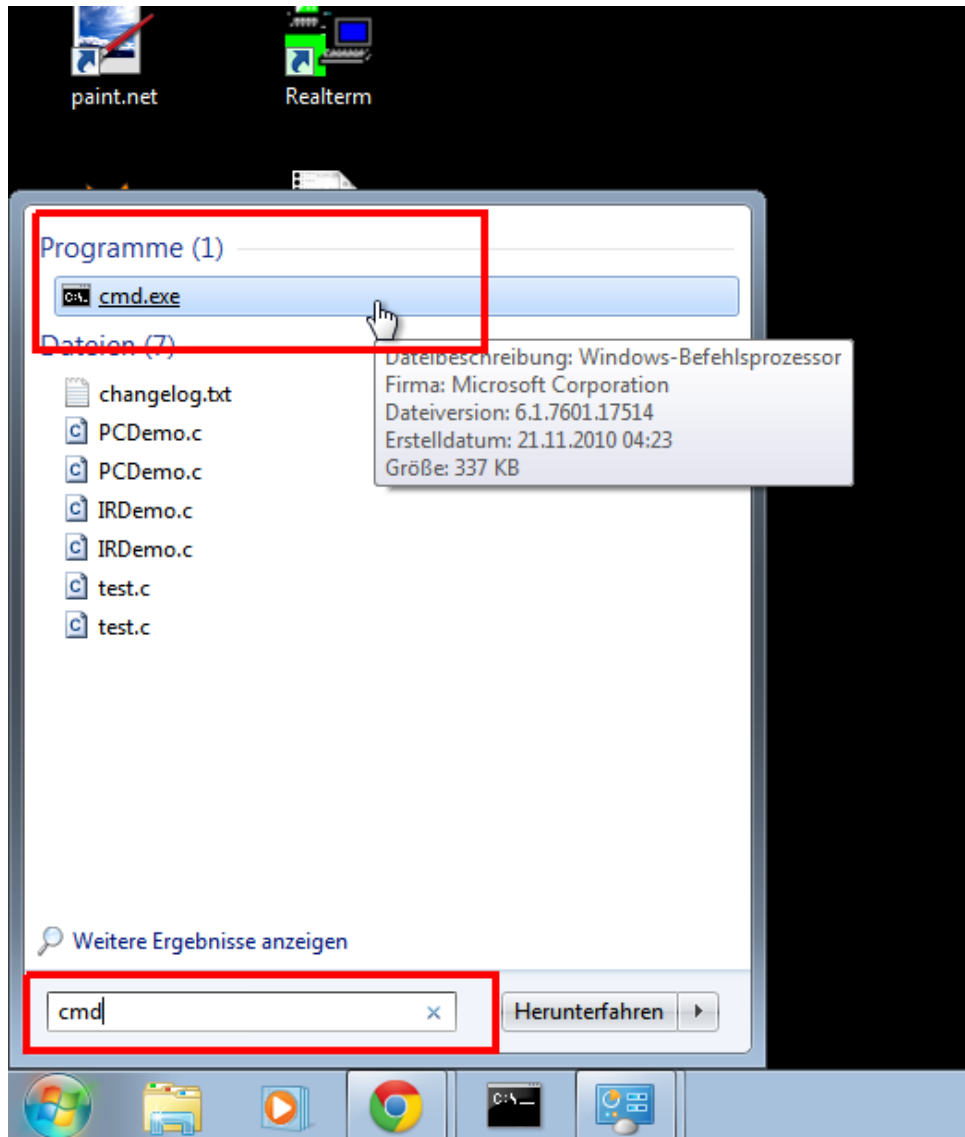 paint.net
Realterm
Programme (1)
cmd.exe
Dateien (7)
Dateibeschreibung: Windows-Befehlsprozessor
Firma: Microsoft Corporation
Dateiversion: 6.1.7601.17514
Erstelldatum: 21.11.2010 04:23
Größe: 337 KB
changelog.txt
PCDemo.c
PCDemo.c
IRDemo.c
IRDemo.c
test.c
test.c
Weitere Ergebnisse anzeigen
cmd
Herunterfahren